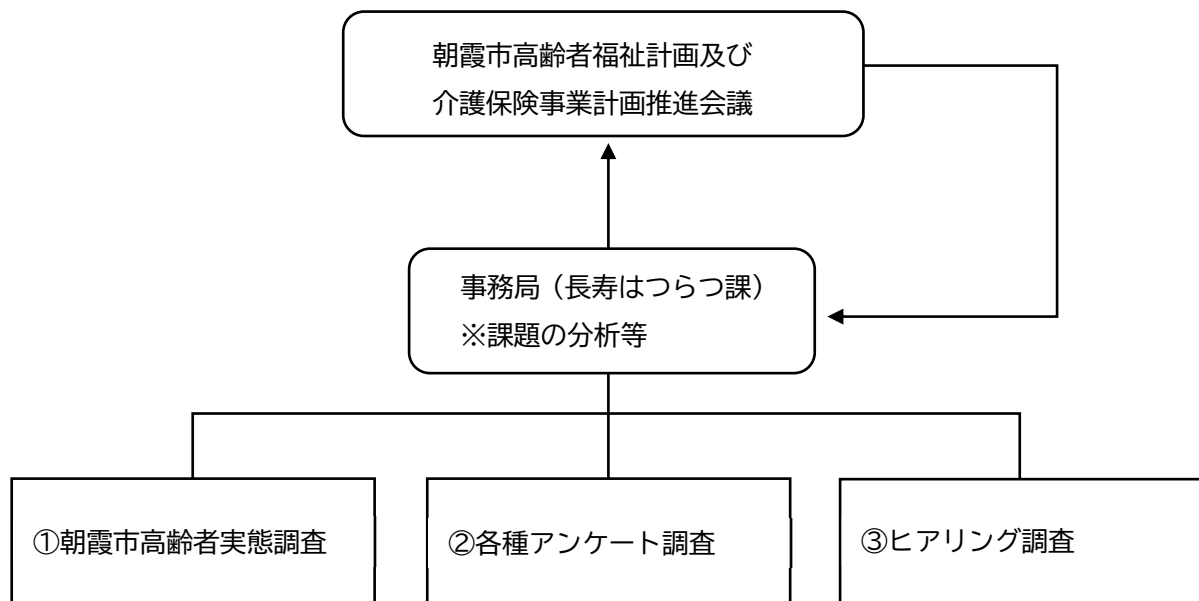 朝霞市高齢者福祉計画及び
介護保険事業計画推進会議
事務局（長寿はつらつ課）
※課題の分析等
①朝霞市高齢者実態調査
②各種アンケート調査
③ヒアリング調査